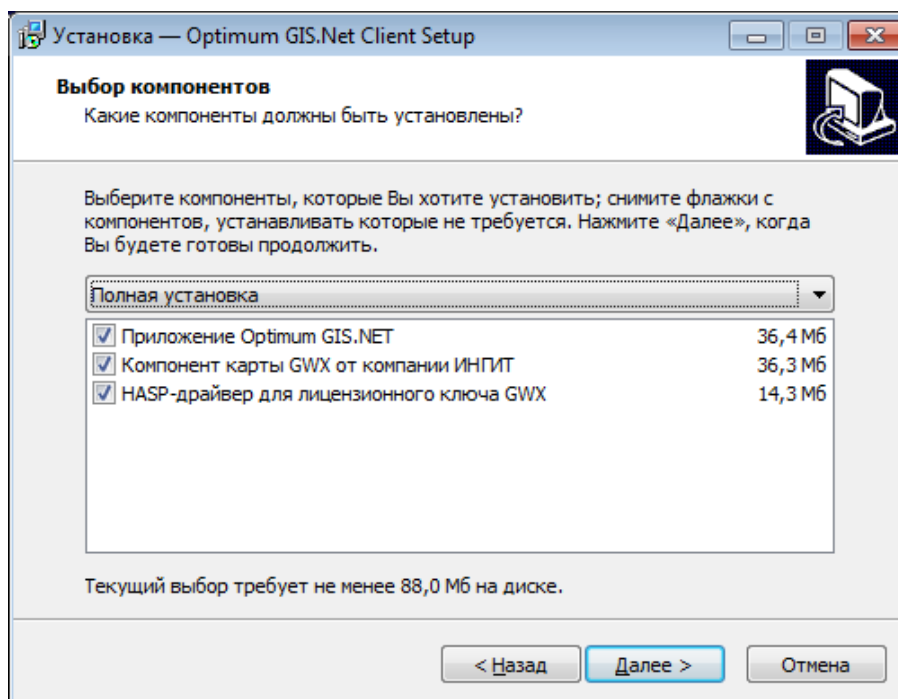 Установка — Optimum GIS.Net Client Setup
Выбор компонентов
Какие компоненты должны быть установлены?
Выберите компоненты, которые Вы хотите установить; снимите флажки с
компонентов, устанавливать которые не требуется. Нажмите «Далее», когда
Вы будете готовы продолжить.
Полная установка
Приложение Optimum GIS.NET 36,4 Мб
Компонент карты GWX от компании ИНГИТ 36,3 Мб
HASP-драйвер для лицензионного ключа GWX 14,3 Мб
Текущий выбор требует не менее 88,0 Мб на диске.
< Назад Далее > Отмена